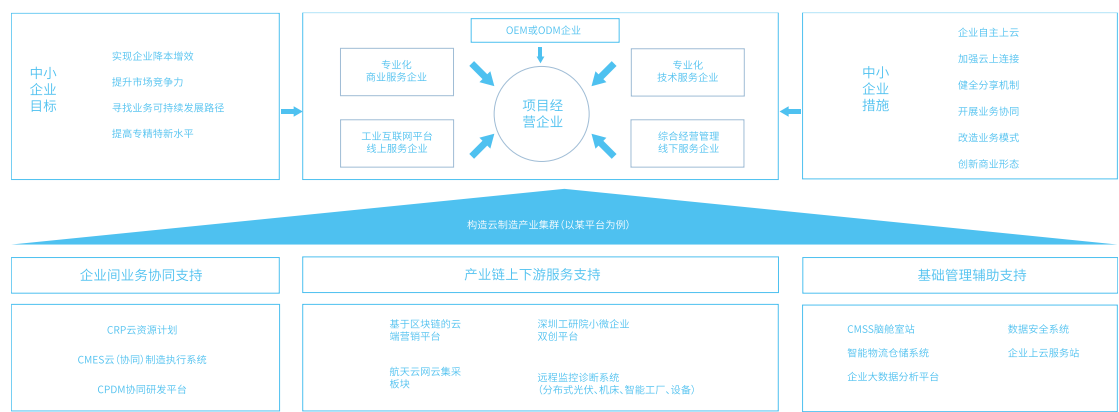 中小
企业
目标
实现企业降本增效
提升市场竞争力
寻找业务可持续发展路径
提高专精特新水平
OEM或ODM企业
专业化
商业服务企业
专业化
技术服务企业
项目经
营企业
工业互联网平台
线上服务企业
综合经营管理
线下服务企业
中小
企业
措施
企业自主上云
加强云上连接
健全分享机制
开展业务协同
改造业务模式
创新商业形态
构造云制造产业集群(以某平台为例)
企业间业务协同支持
产业链上下游服务支持
基础管理辅助支持
CRP云资源计划
CMES云(协同)制造执行系统
CPDM协同研发平台
基于区块链的云
端营销平台
深圳工研院小微企业
双创平台
航天云网云集采
板块
远程监控诊断系统
(分布式光伏、机床、智能工厂、设备)
CMSS脑舱室站
数据安全系统
智能物流仓储系统
企业上云服务站
企业大数据分析平台